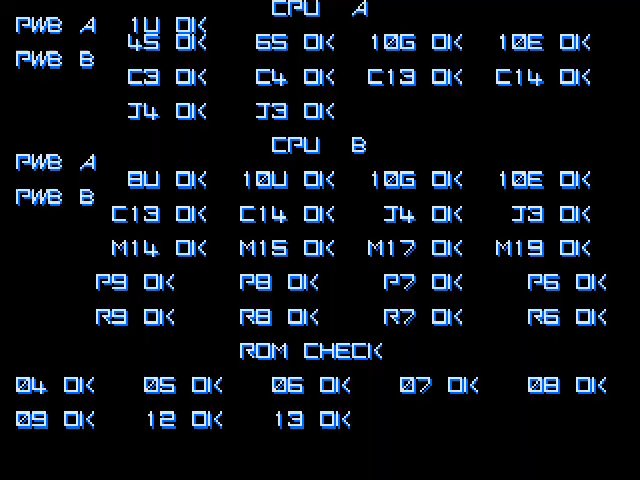 CPU A
PWB A 1U OK
4S OK 6S OK 10G OK 10E OK
PWB B
C3 OK C4 OK C13 OK C14 OK
J4 OK J3 OK
CPU B
PWB A
8U OK 10U OK 10G OK 10E OK
PWB B
C13 OK C14 OK J4 OK J3 OK
M14 OK M15 OK M17 OK M19 OK
P9 OK P8 OK P7 OK P6 OK
R9 OK R8 OK R7 OK R6 OK
ROM CHECK
04 OK 05 OK 06 OK 07 OK 08 OK
09 OK 12 OK 13 OK